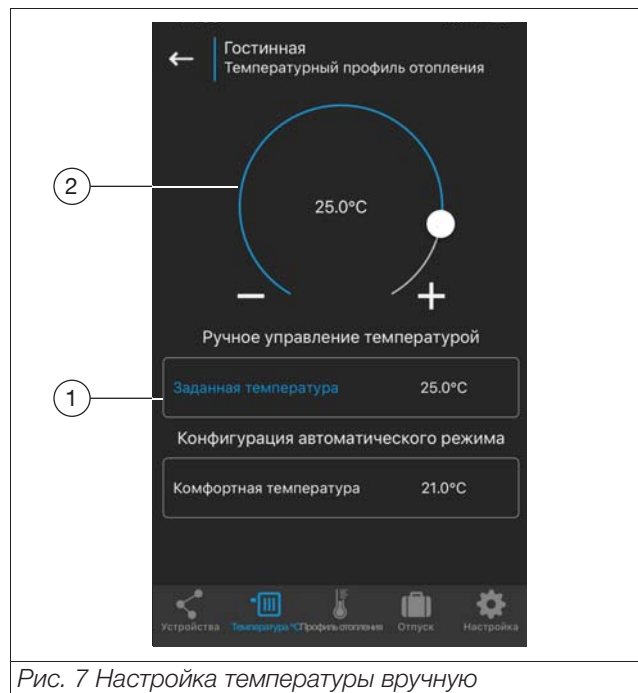 Гостинная
Температурный профиль отопления
2
25.0°C
Ручное управление температурой
1
Заданная температура 25.0°C
Конфигурация автоматического режима
Комфортная температура 21.0°C
Устройства Температура °C Профиль отопления Отпуск Настройка
Рис. 7 Настройка температуры вручную